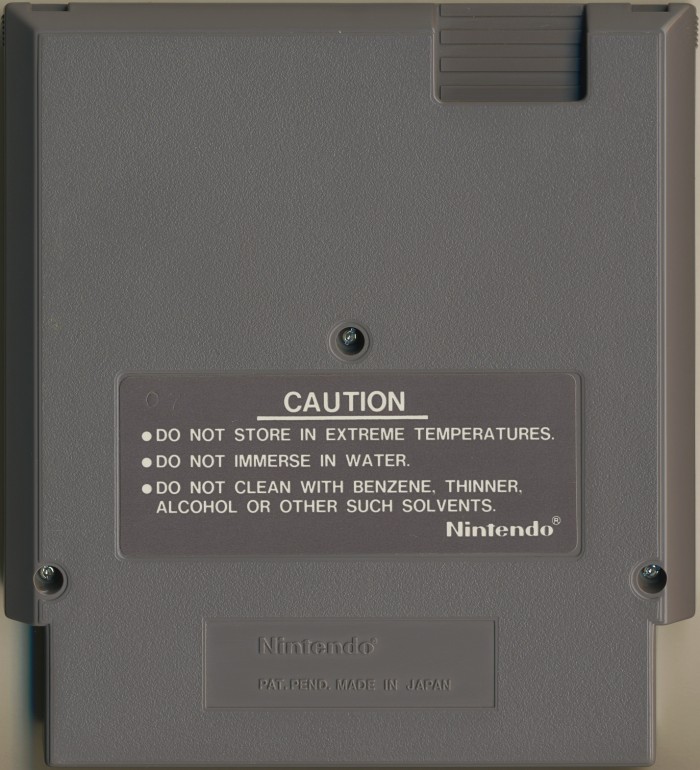 07
CAUTION
● DO NOT STORE IN EXTREME TEMPERATURES.
● DO NOT IMMERSE IN WATER.
● DO NOT CLEAN WITH BENZENE, THINNER,
ALCOHOL OR OTHER SUCH SOLVENTS.
Nintendo®
Nintendo®
PAT. PEND. MADE IN JAPAN